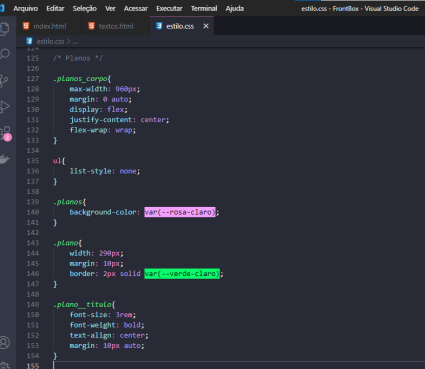 Arquivo Editar Seleção Ver Acessar Executar Terminal Ajuda estilo.css - FrontBox - Visual Studio Code
index.html textos.html estilo.css ×
estilo.css > ...
124
125 /* Planos */
126
127 .planos_corpo{
128 max-width: 960px;
129 margin: 0 auto;
130 display: flex;
131 justify-content: center;
132 flex-wrap: wrap;
133 }
134
135 ul{
136 list-style: none;
137 }
138
139 .planos{
140 background-color: var(--rosa-claro);
141 }
142
143 .plano{
144 width: 290px;
145 margin: 10px;
146 border: 2px solid var(--verde-claro);
147 }
148
149 .plano__titulo{
150 font-size: 3rem;
151 font-weight: bold;
152 text-align: center;
153 margin: 10px auto;
154 }
155